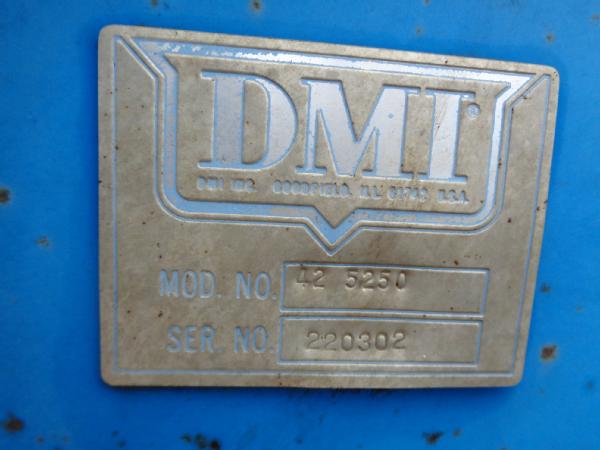 DMI®
DMI INC. GOODFIELD, ILL 61742 U.S.A.
MOD. NO. 42 5250
SER. NO. 220302